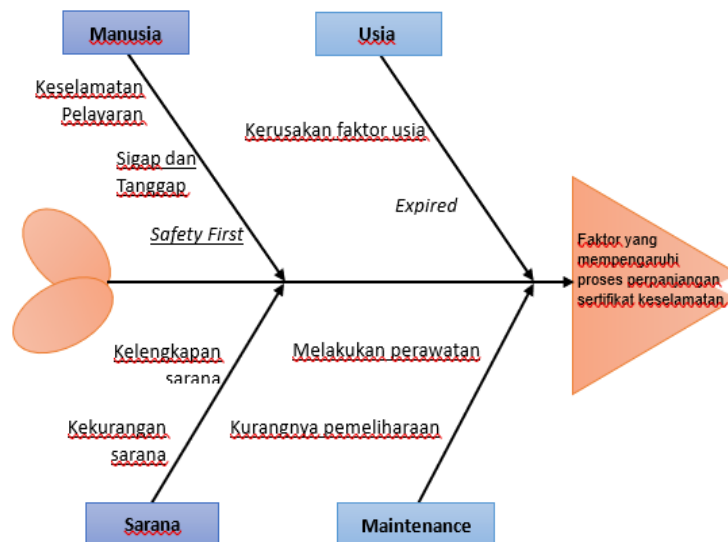 Manusia
Usia
Keselamatan
Pelayaran
Kerusakan faktor usia
Sigap dan
Tanggap
Expired
Safety First
Faktor yang
mempengaruhi
proses perpanjangan
sertifikat keselamatan
Kelengkapan
sarana
Melakukan perawatan
Kekurangan
sarana
Kurangnya pemeliharaan
Sarana
Maintenance